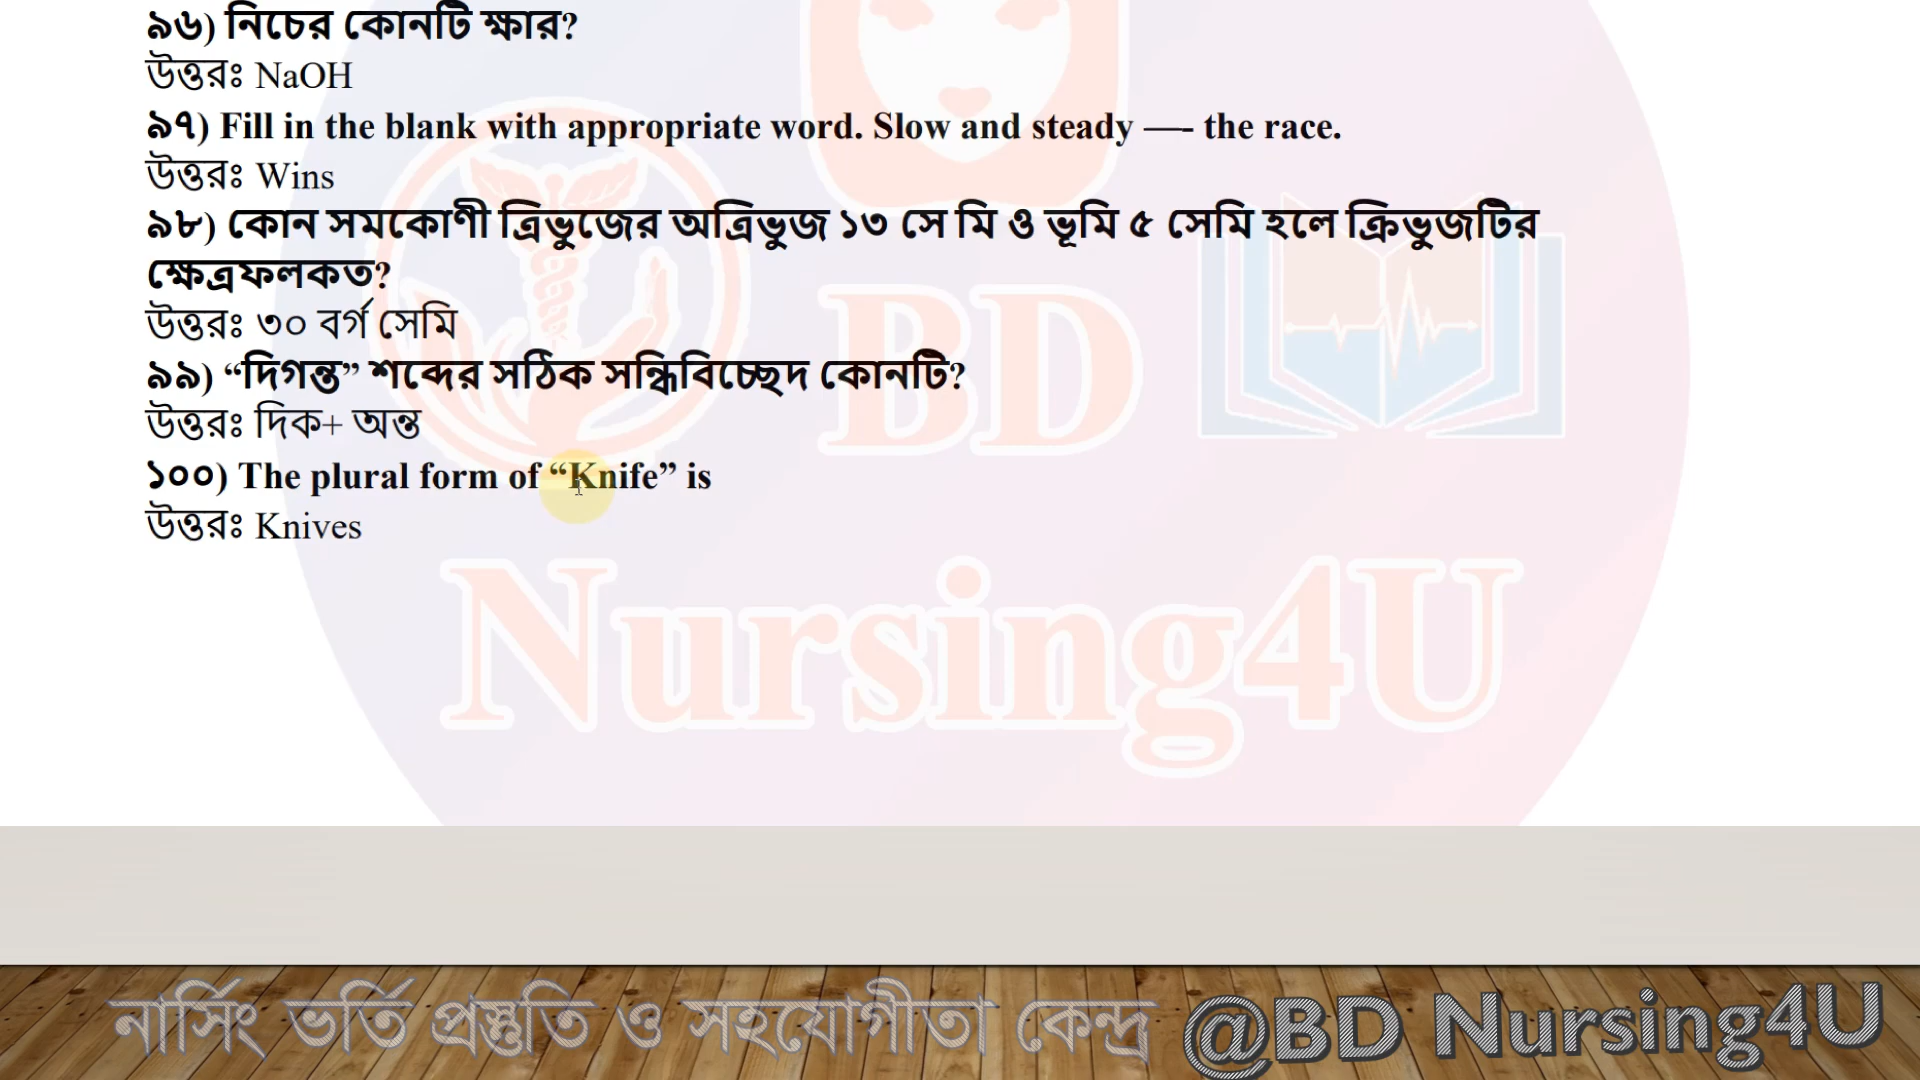 ৯৬) নিচের কোনটি ক্ষার?
উত্তরঃ NaOH
৯৭) Fill in the blank with appropriate word. Slow and steady —- the race.
উত্তরঃ Wins
৯৮) কোন সমকোণী ত্রিভুজের অত্রিভুজ ১৩ সে মি ও ভূমি ৫ সেমি হলে ক্রিভুজটির
ক্ষেত্রফলকত?
উত্তরঃ ৩০ বর্গ সেমি
৯৯) “দিগন্ত” শব্দের সঠিক সন্ধিবিচ্ছেদ কোনটি?
উত্তরঃ দিক+ অন্ত
১০০) The plural form of “Knife” is
উত্তরঃ Knives
BD
Nursing4U
নার্সিং ভর্তি প্রস্তুতি ও সহযোগীতা কেন্দ্র @BD Nursing4U